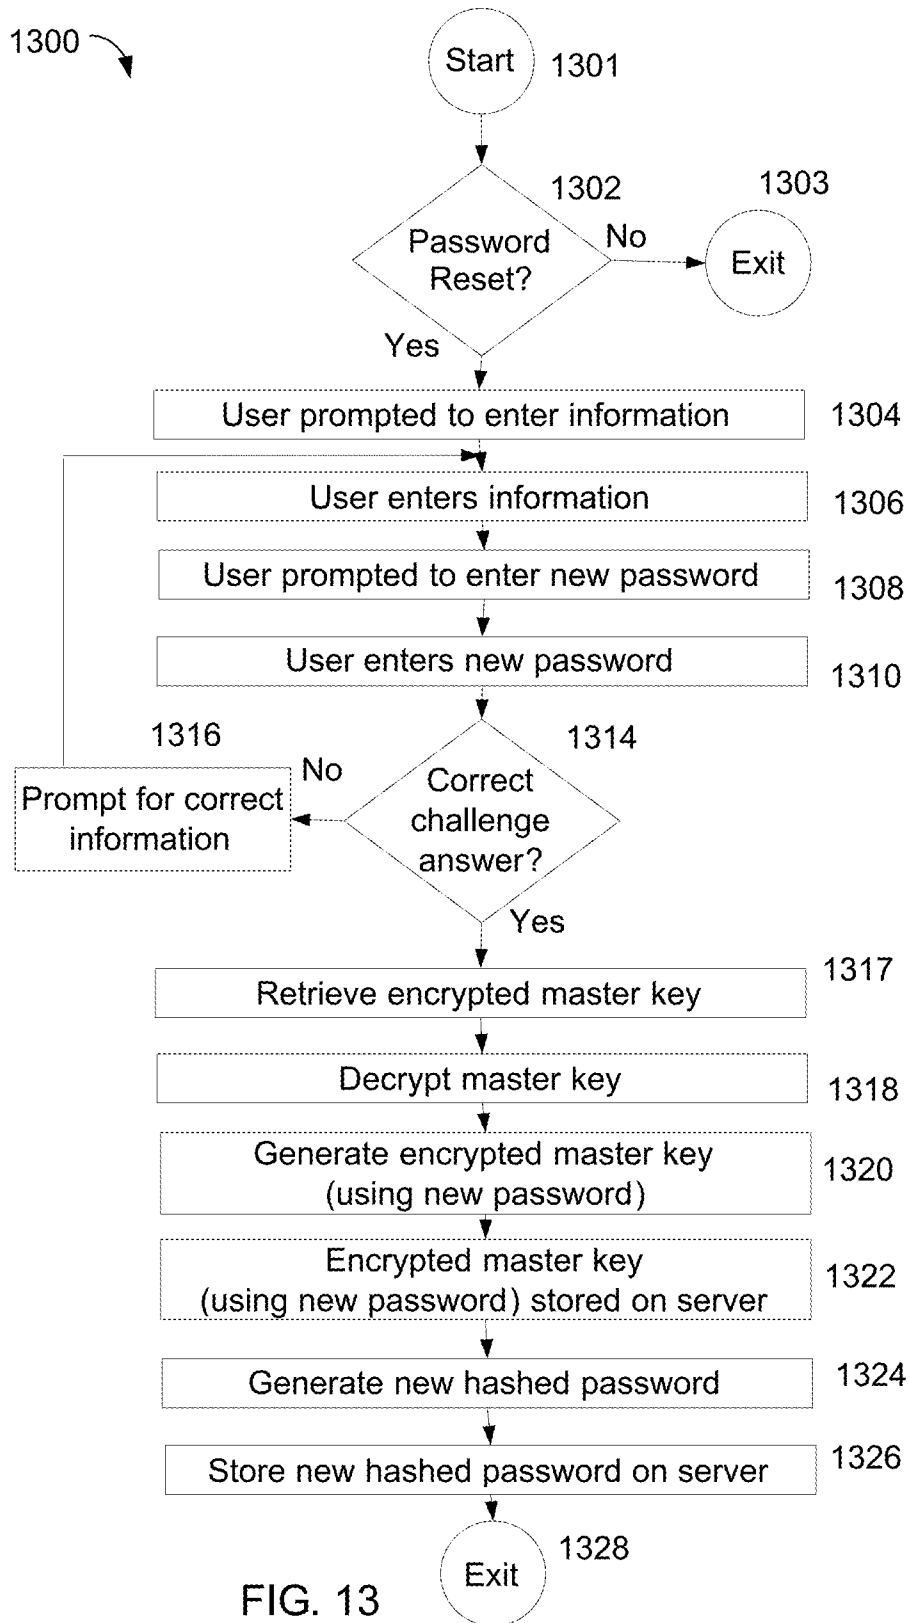 1300
Start
1301
1302
1303
Password
Reset?
No
Exit
Yes
User prompted to enter information
1304
User enters information
1306
User prompted to enter new password
1308
User enters new password
1310
1316
1314
No
Prompt for correct
information
Correct
challenge
answer?
Yes
Retrieve encrypted master key
1317
Decrypt master key
1318
Generate encrypted master key
(using new password)
1320
Encrypted master key
(using new password) stored on server
1322
Generate new hashed password
1324
Store new hashed password on server
1326
Exit
1328
FIG. 13